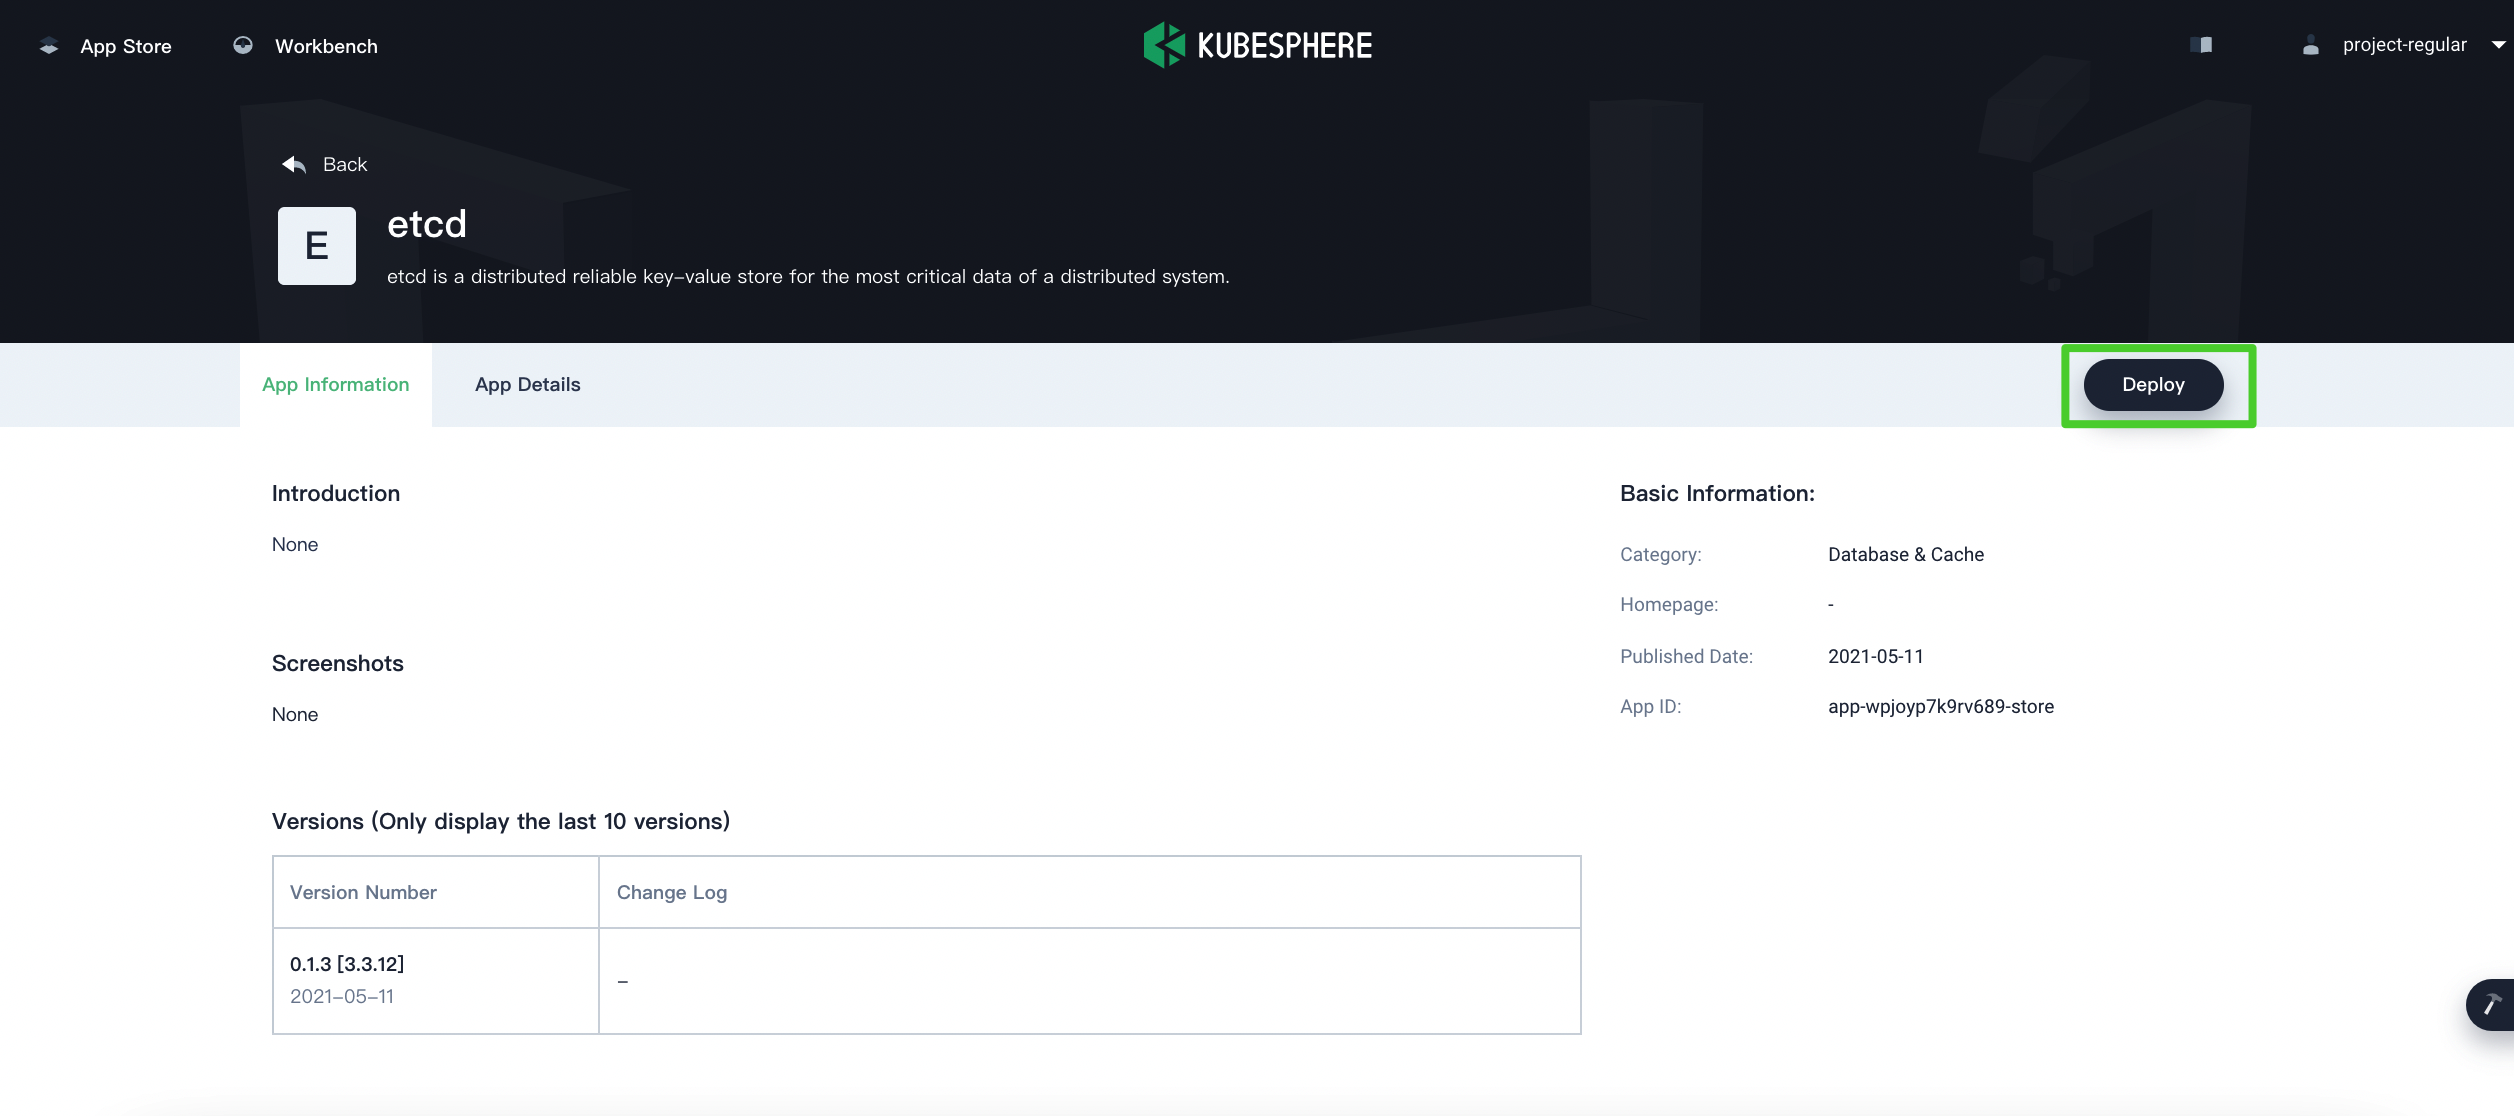 App Store
Workbench
KUBESPHERE
project-regular
Back
E
etcd
etcd is a distributed reliable key-value store for the most critical data of a distributed system.
App Information
App Details
Deploy
Introduction
None
Screenshots
None
Versions (Only display the last 10 versions)
Version Number
Change Log
0.1.3 [3.3.12]
2021-05-11
-
Basic Information:
Category: Database & Cache
Homepage: -
Published Date: 2021-05-11
App ID: app-wpjoyp7k9rv689-store